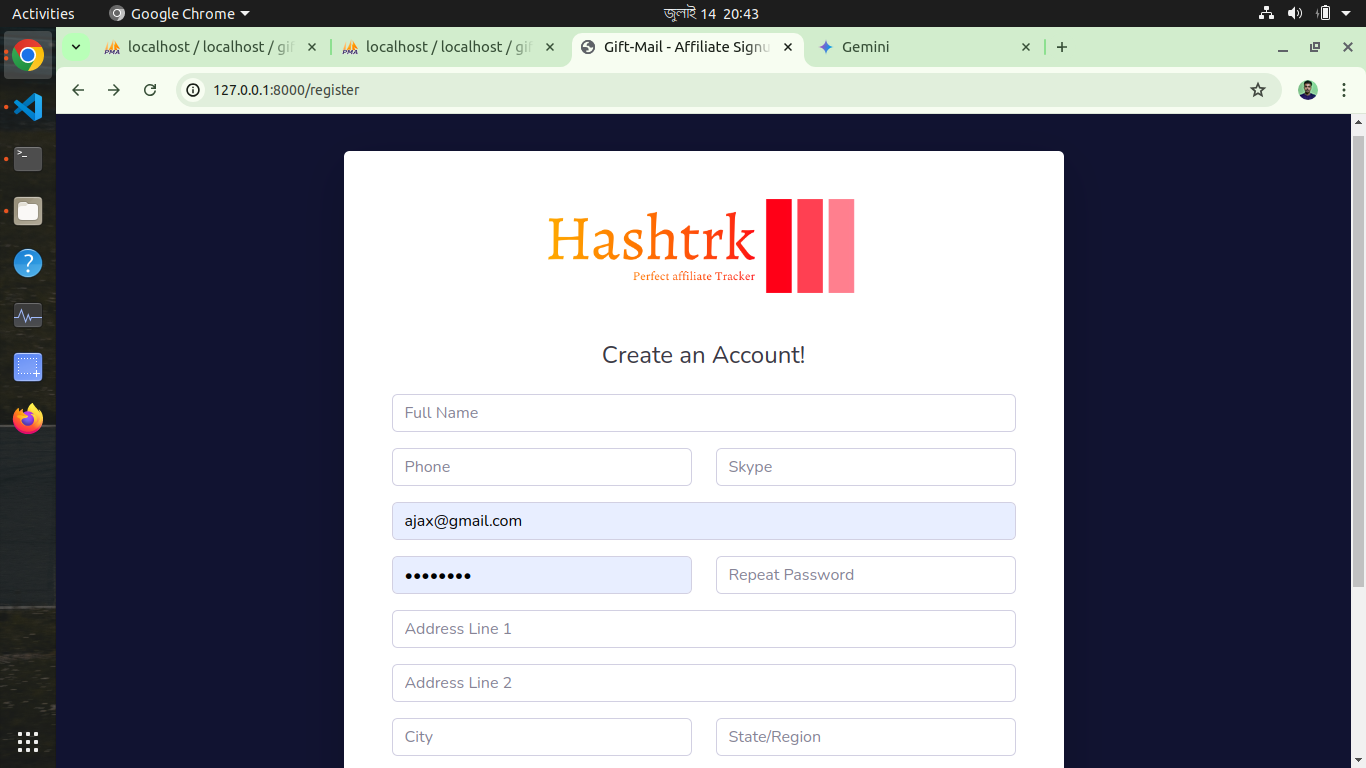 Activities Google Chrome জুলাই 14 20:43
localhost / localhost / gif localhost / localhost / gif Gift-Mail - Affiliate Signu Gemini
127.0.0.1:8000/register
Hashtrk
Perfect affiliate Tracker
Create an Account!
Full Name
Phone Skype
ajax@gmail.com
•••••••• Repeat Password
Address Line 1
Address Line 2
City State/Region